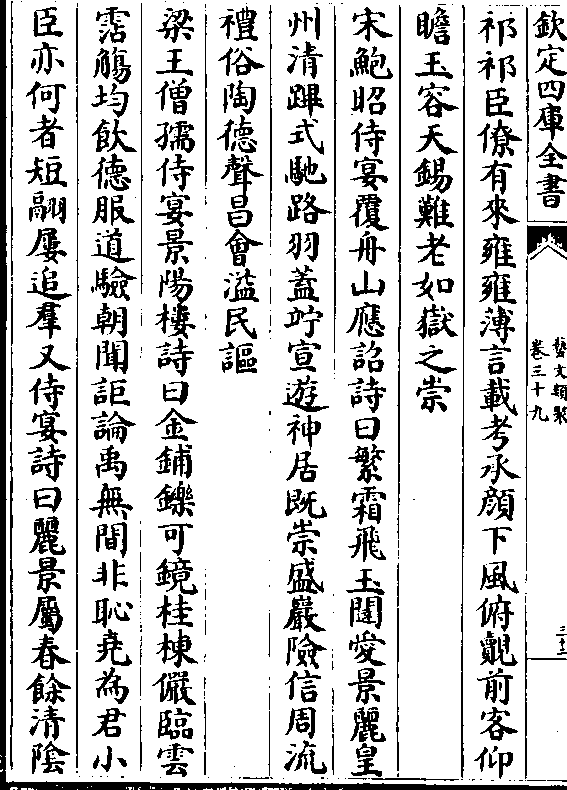 欽定四庫全書
藝文類聚
卷三十九
三十三
祁祁臣僚有來雍雍薄言載考承顔下風俯覿前客仰
瞻玉容天錫難老如嶽之崇
宋鮑昭侍宴覆舟山應詔詩曰繁霜飛玉闥愛景麗皇
州清蹕式馳路羽蓋竚宣遊神居既崇盛巖險信周流
禮俗陶德聲昌會溢民謳
梁王僧孺侍宴景陽樓詩曰金鋪鑠可鏡桂棟儼臨雲
霑觴均飲德服道驗朝聞詎論禹無間非恥堯為君小
臣亦何者短翮屢追羣又侍宴詩曰麗景屬春餘清陰